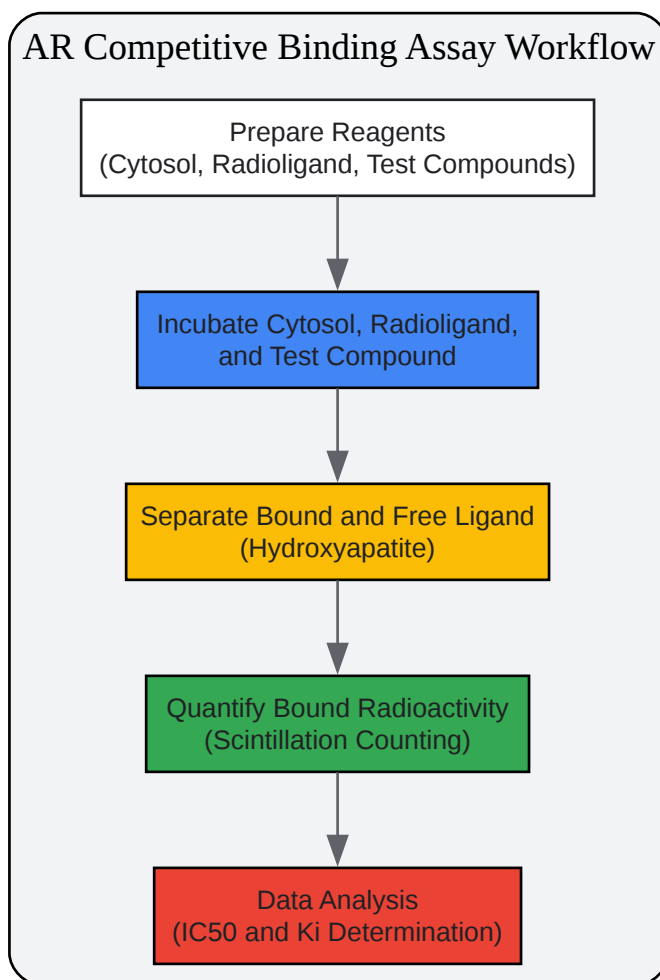 AR Competitive Binding Assay Workflow
Prepare Reagents
(Cytosol, Radioligand, Test Compounds)
Incubate Cytosol, Radioligand,
and Test Compound
Separate Bound and Free Ligand
(Hydroxyapatite)
Quantify Bound Radioactivity
(Scintillation Counting)
Data Analysis
(IC50 and Ki Determination)